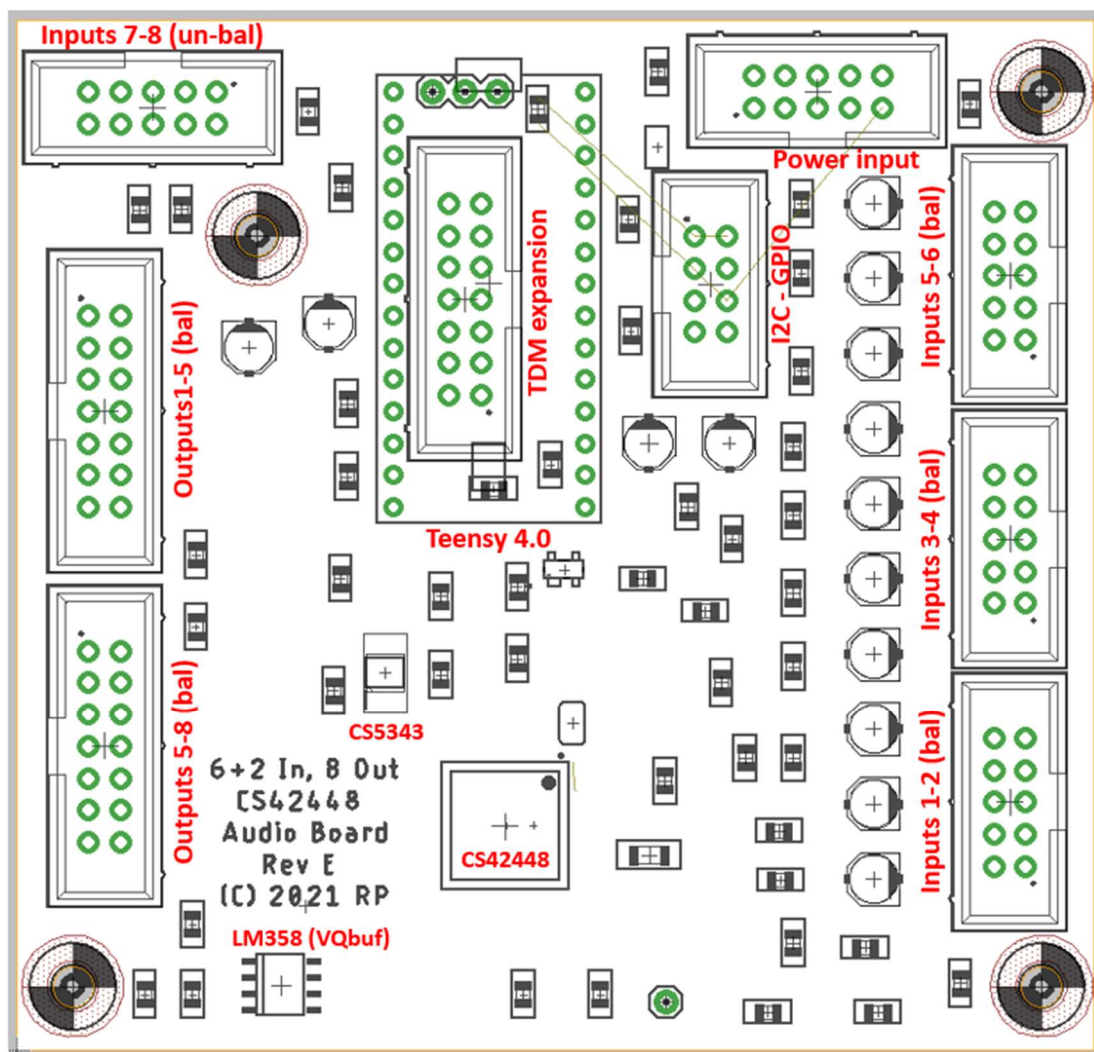 Inputs 7-8 (un-bal)
Power input
TDM expansion
I2C - GPIO
Inputs 5-6 (bal)
Outputs1-5 (bal)
Teensy 4.0
Inputs 3-4 (bal)
CS5343
Outputs 5-8 (bal)
6+2 In, 8 Out
CS42448
Audio Board
Rev E
(C) 2021 RP
CS42448
Inputs 1-2 (bal)
LM358 (VQbuf)